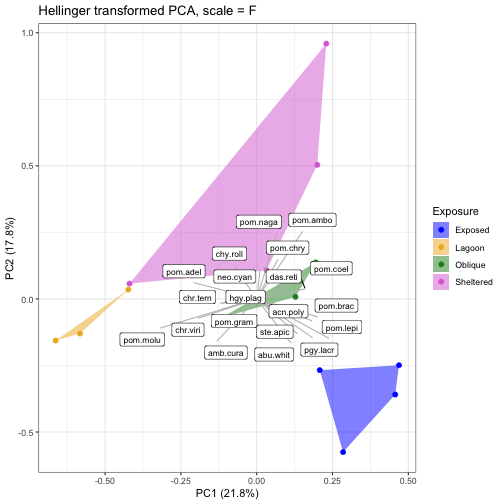 Hellinger transformed PCA, scale = F
1.0
0.5
0.0
-0.5
PC2 (17.8%)
pom.naga
pom.ambo
chy.roll
pom.chry
pom.adel
neo.cyan
das.reti
pom.coel
chr.tern
hgy.plag
acn.poly
pom.brac
chr.viri
pom.gram
ste.apic
pom.lepi
pom.molu
amb.cura
abu.whit
pgy.lacr
-0.50
-0.25
0.00
0.25
0.50
PC1 (21.8%)
Exposure
Exposed
Lagoon
Oblique
Sheltered